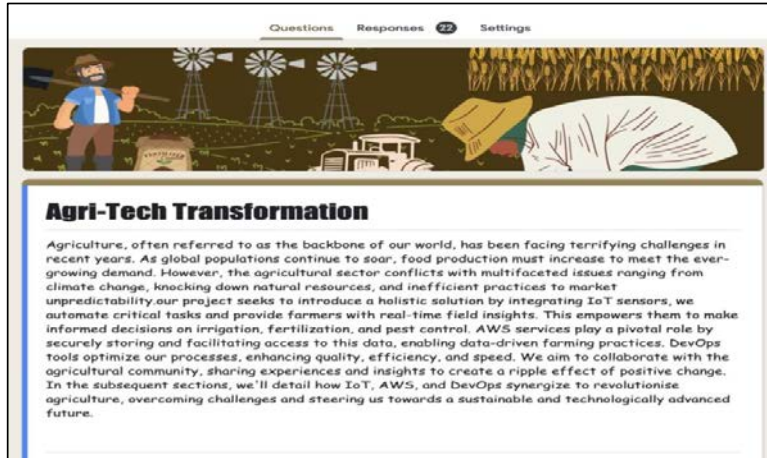 Questions Responses 22 Settings
FERTILIZER
Agri-Tech Transformation
Agriculture, often referred to as the backbone of our world, has been facing terrifying challenges in
recent years. As global populations continue to soar, food production must increase to meet the ever-
growing demand. However, the agricultural sector conflicts with multifaceted issues ranging from
climate change, knocking down natural resources, and inefficient practices to market
unpredictability.our project seeks to introduce a holistic solution by integrating IoT sensors, we
automate critical tasks and provide farmers with real-time field insights. This empowers them to make
informed decisions on irrigation, fertilization, and pest control. AWS services play a pivotal role by
securely storing and facilitating access to this data, enabling data-driven farming practices. DevOps
tools optimize our processes, enhancing quality, efficiency, and speed. We aim to collaborate with the
agricultural community, sharing experiences and insights to create a ripple effect of positive change.
In the subsequent sections, we'll detail how IoT, AWS, and DevOps synergize to revolutionise
agriculture, overcoming challenges and steering us towards a sustainable and technologically advanced
future.